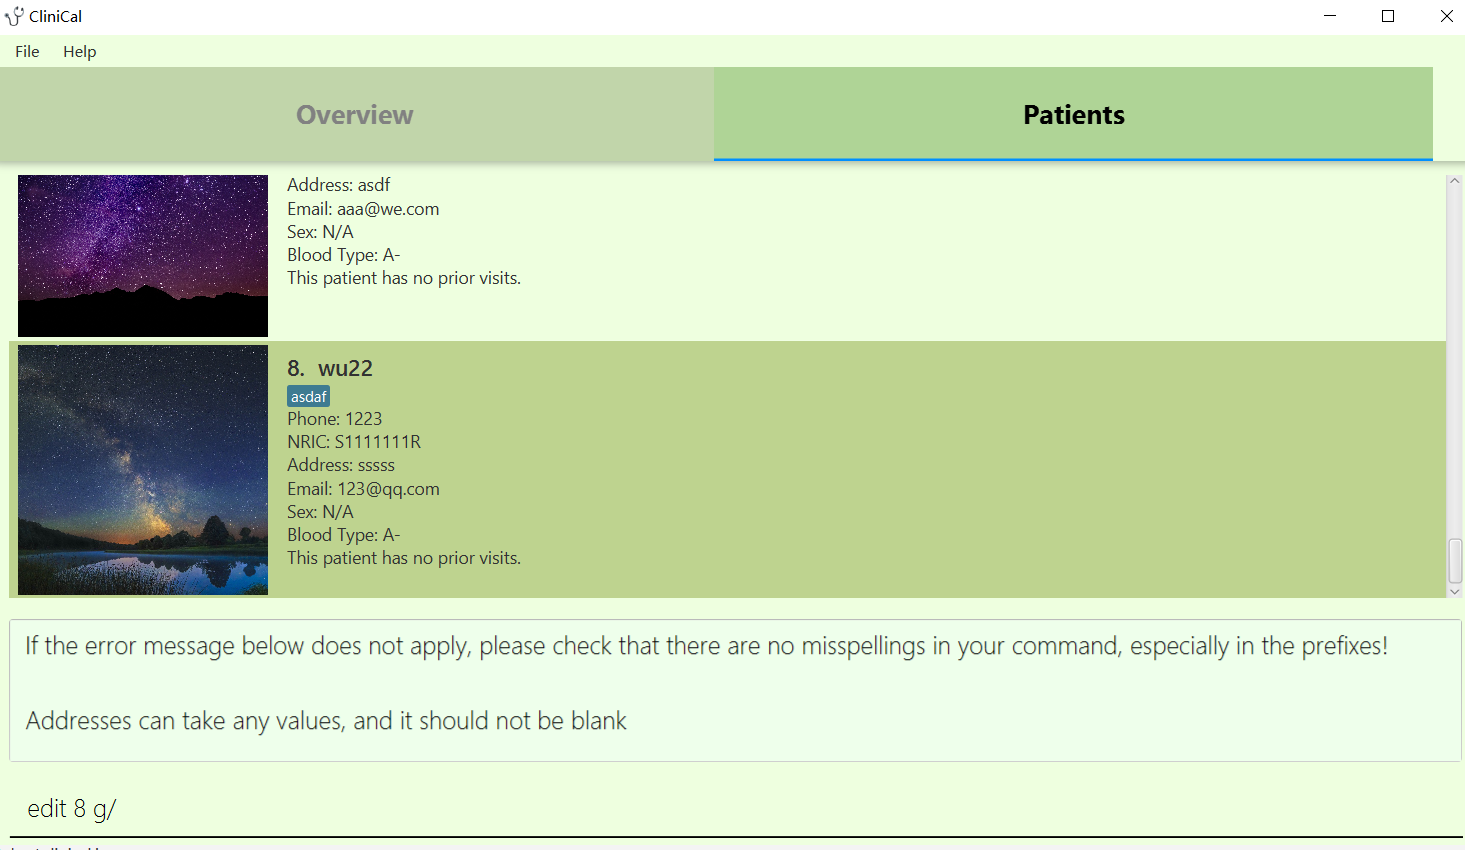 CliniCal
File Help
Overview Patients
Address: asdf
Email: aaa@we.com
Sex: N/A
Blood Type: A-
This patient has no prior visits.
8. wu22
asdaf
Phone: 1223
NRIC: S1111111R
Address: sssss
Email: 123@qq.com
Sex: N/A
Blood Type: A-
This patient has no prior visits.
If the error message below does not apply, please check that there are no misspellings in your command, especially in the prefixes!
Addresses can take any values, and it should not be blank
edit 8 g/